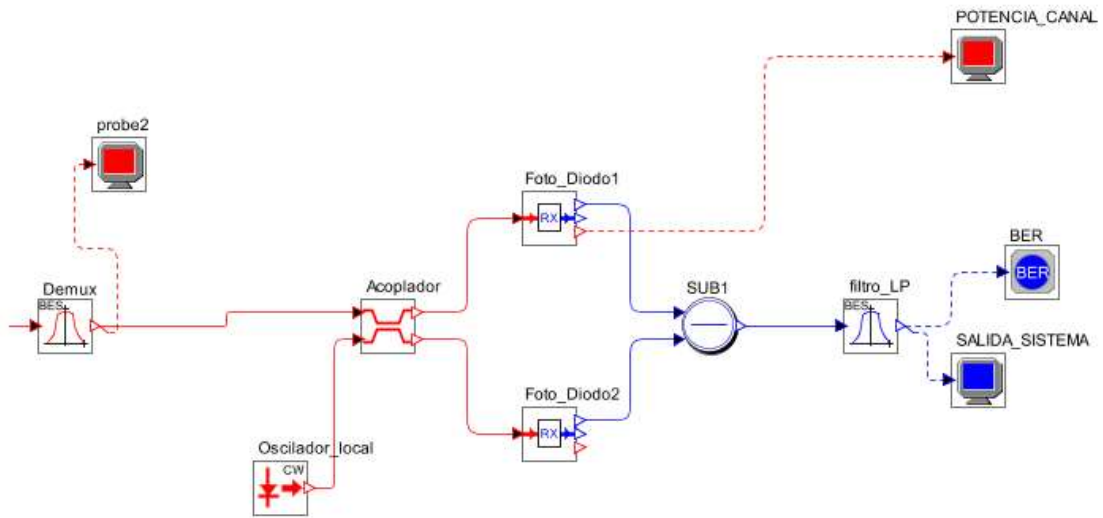 POTENCIA_CANAL
probe2
Foto_Diodo1
RX
BER
BER
Demux
BES
Acoplador
SUB1
filtro_LP
BES
SALIDA_SISTEMA
Foto_Diodo2
RX
Oscilador_local
CW